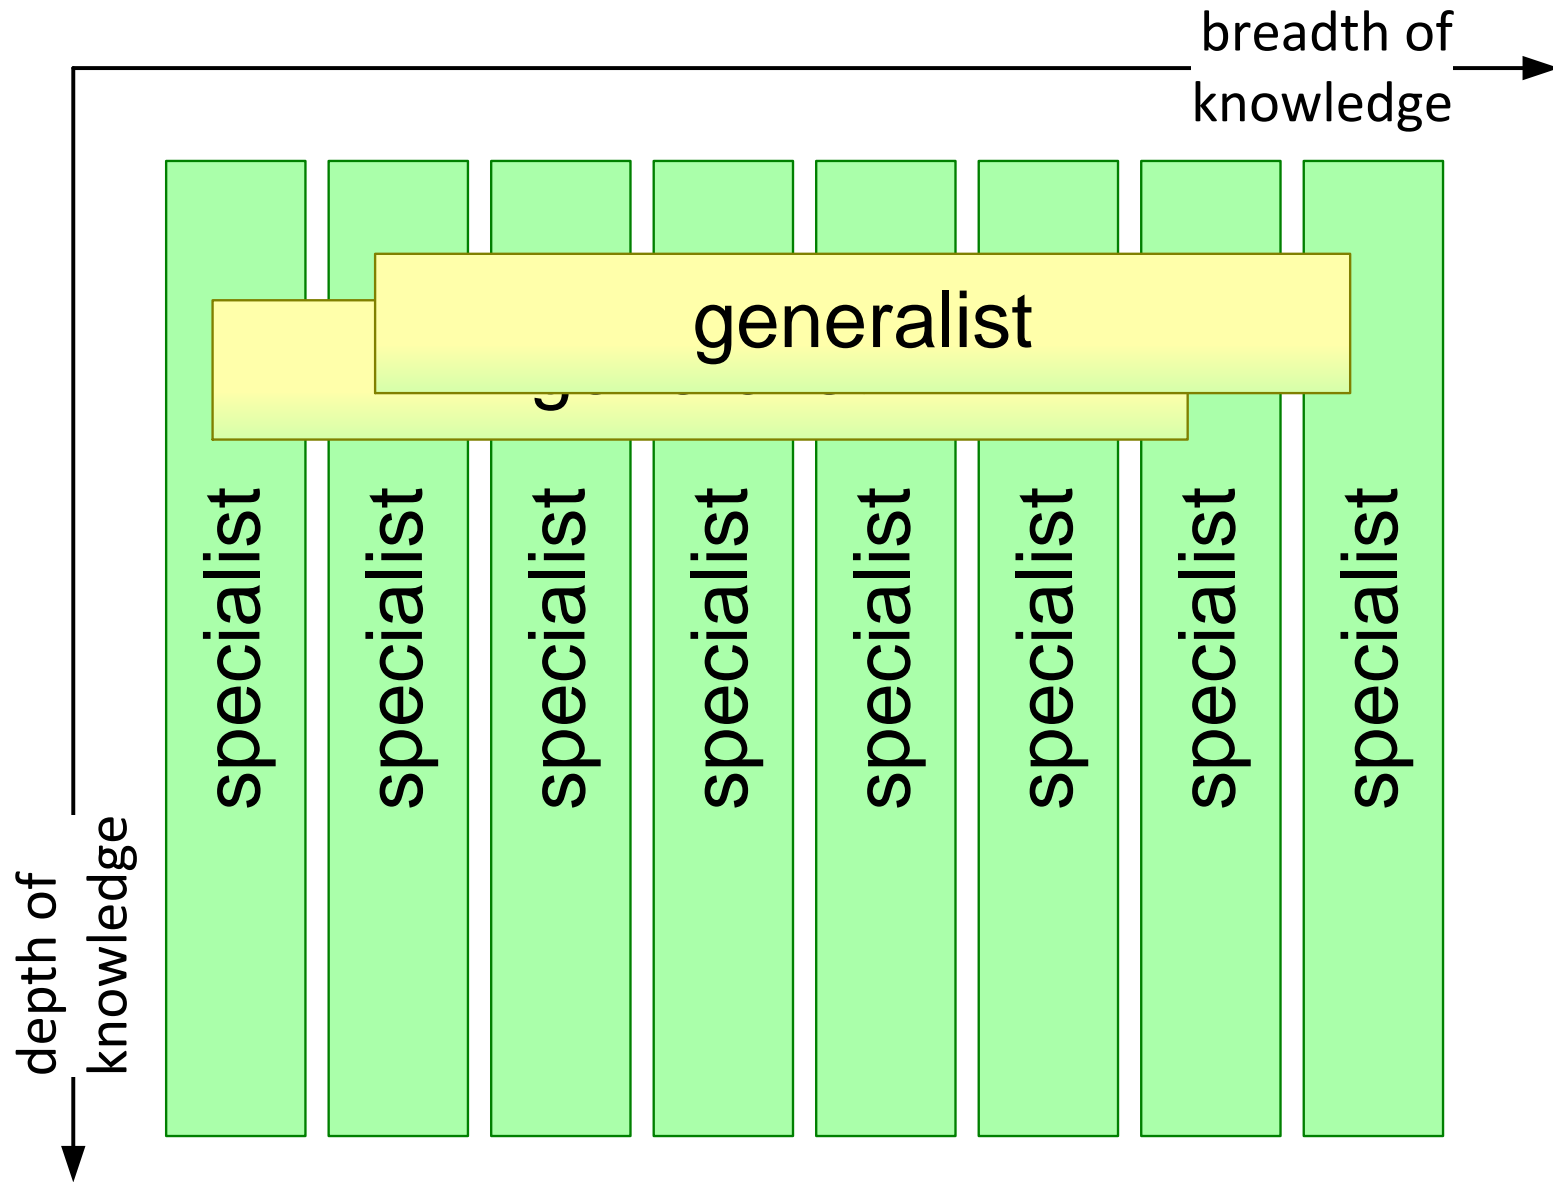 breadth of
knowledge
generalist
specialist
specialist
specialist
specialist
specialist
specialist
specialist
specialist
depth of
knowledge